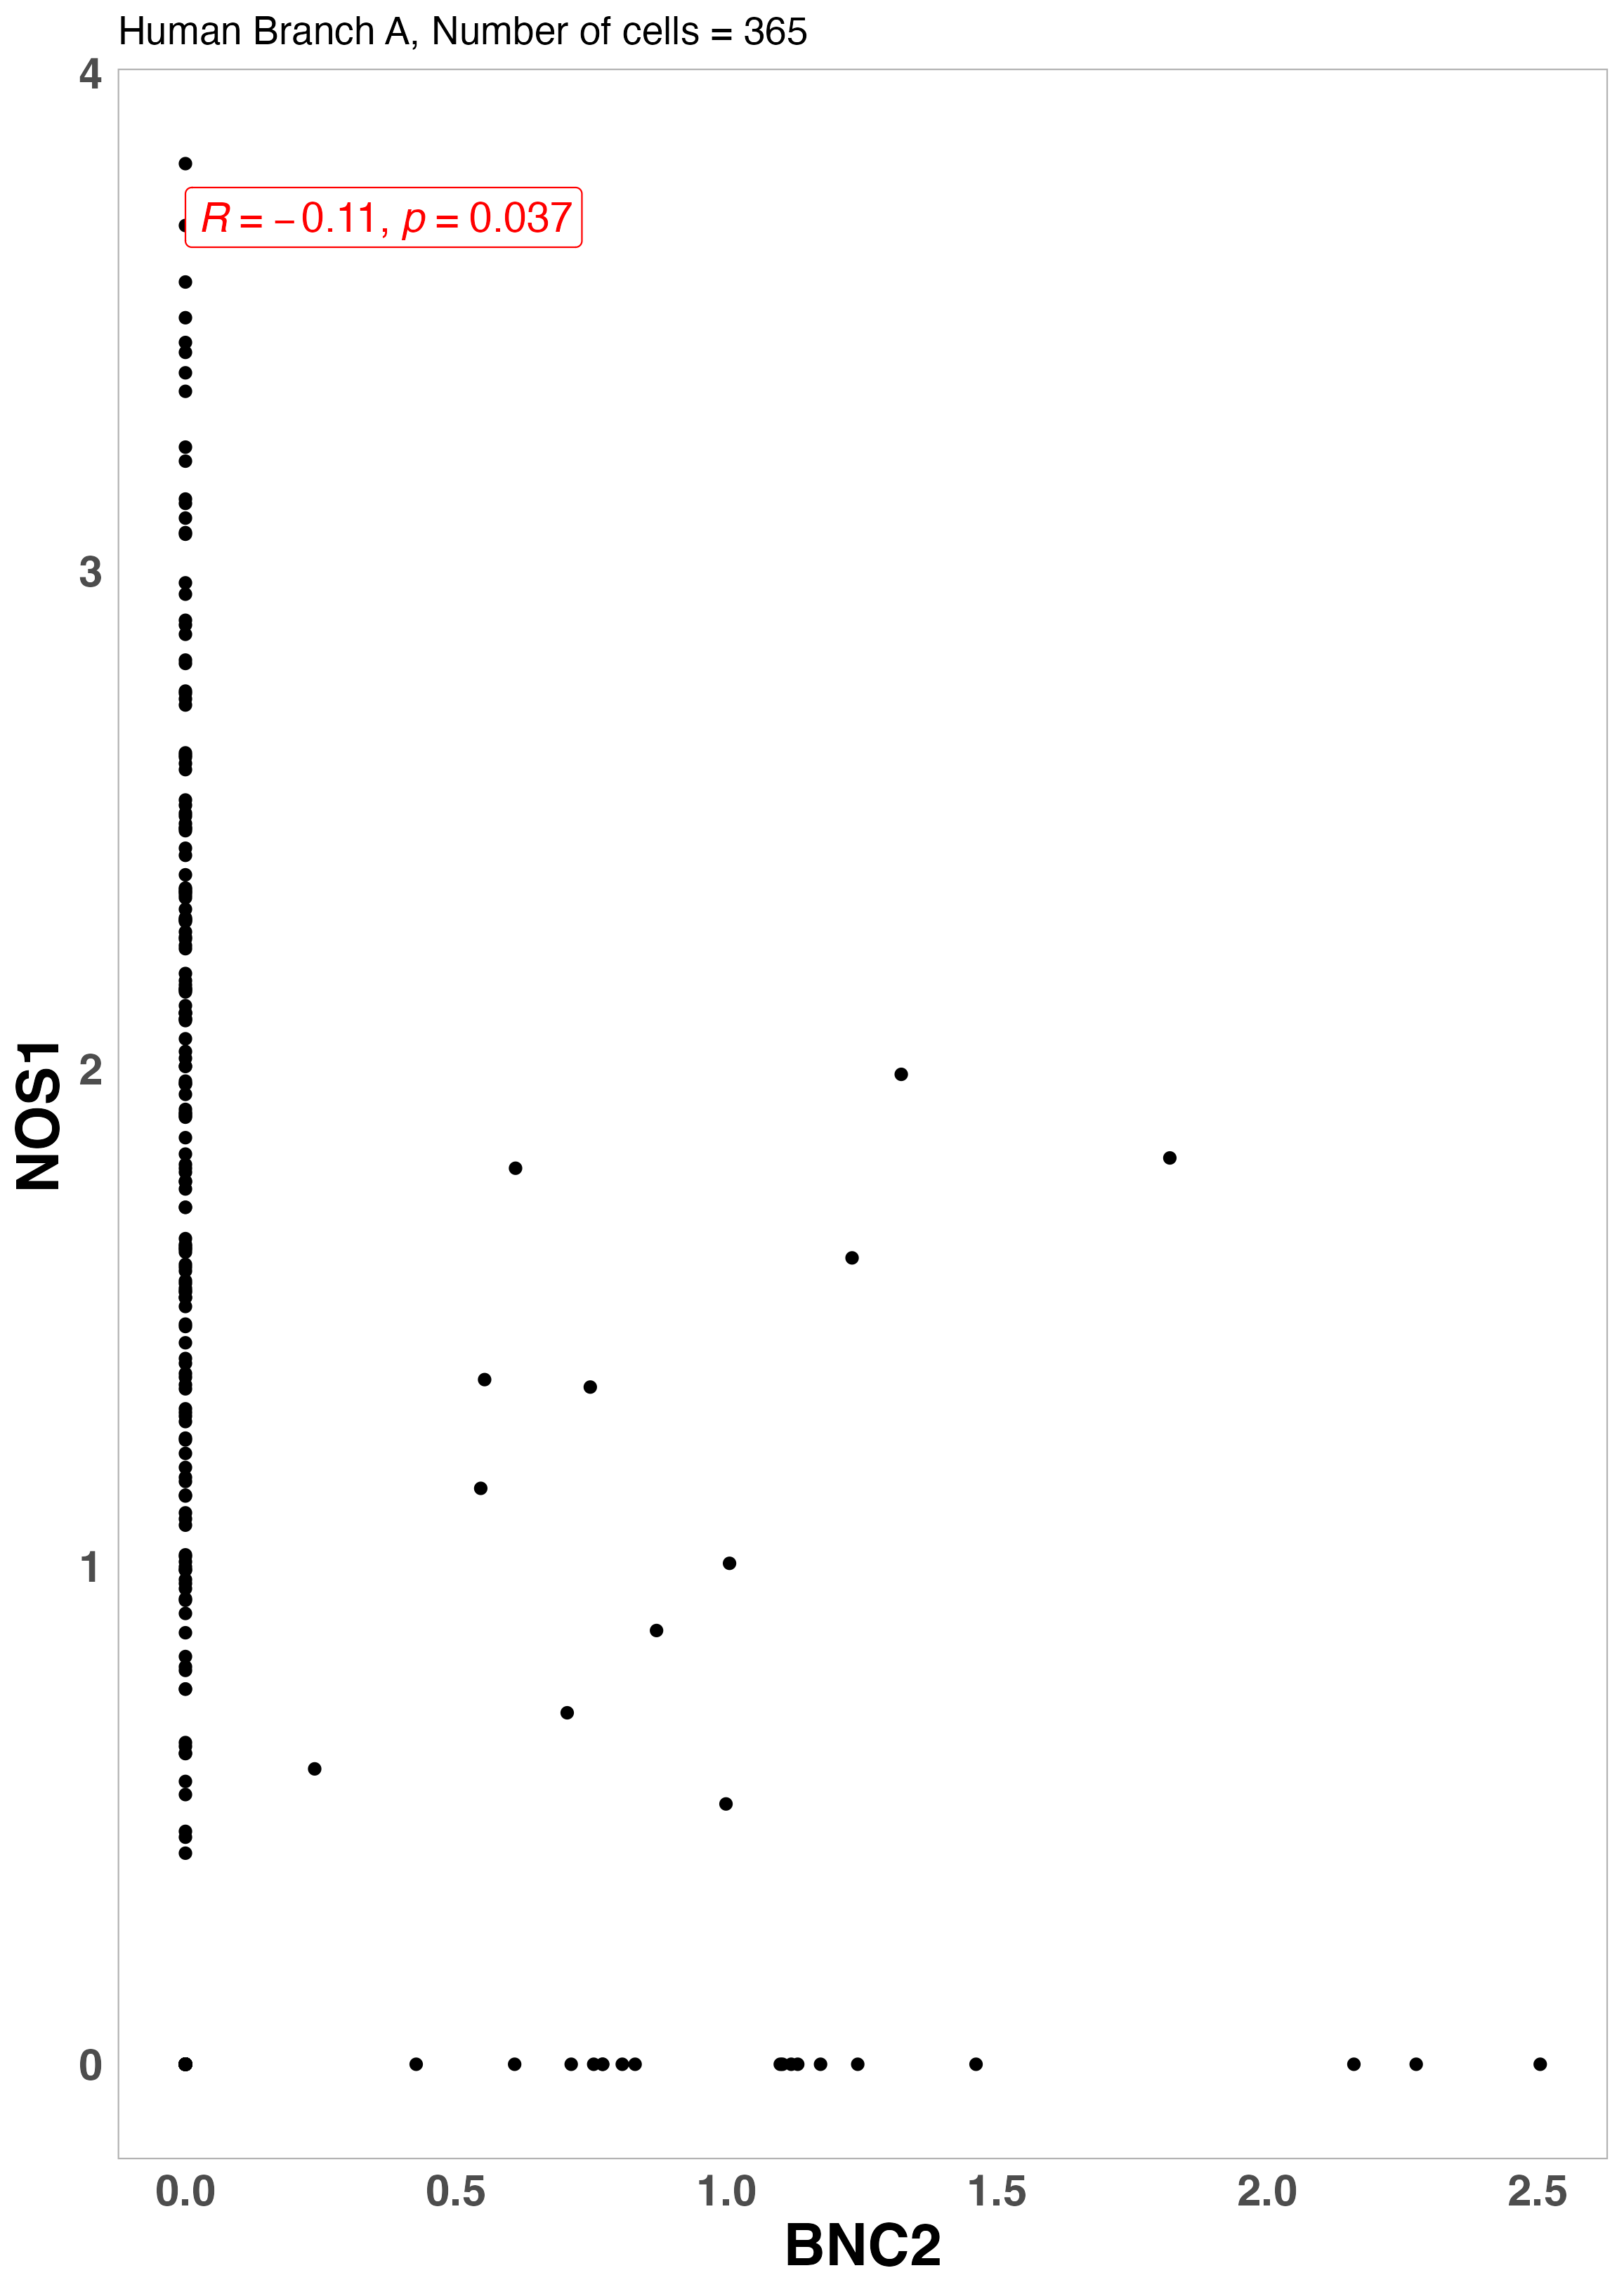 Human Branch A, Number of cells = 365
4
R = −0.11, p = 0.037
3
NOS1
2
1
0
0.0 0.5 1.0 1.5 2.0 2.5
BNC2